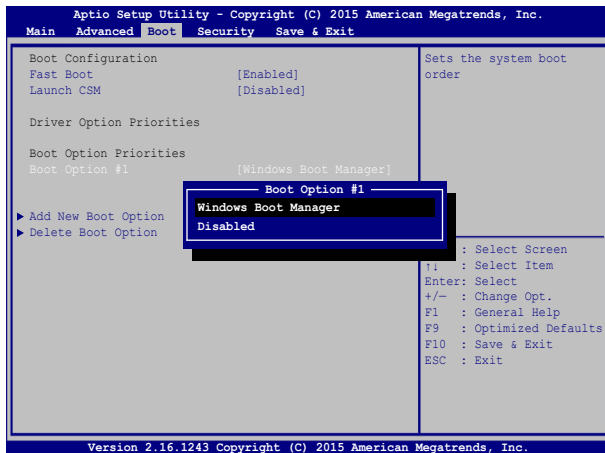 Aptio Setup Utility - Copyright (C) 2015 American Megatrends, Inc.
Main Advanced Boot Security Save & Exit
Boot Configuration
Fast Boot [Enabled]
Launch CSM [Disabled]
Driver Option Priorities
Boot Option Priorities
Boot Option #1 [Windows Boot Manager]
Add New Boot Option
Delete Boot Option
Boot Option #1
Windows Boot Manager
Disabled
Sets the system boot
order
: Select Screen
↑↓ : Select Item
Enter: Select
+/— : Change Opt.
F1 : General Help
F9 : Optimized Defaults
F10 : Save & Exit
ESC : Exit
Version 2.16.1243 Copyright (C) 2015 American Megatrends, Inc.